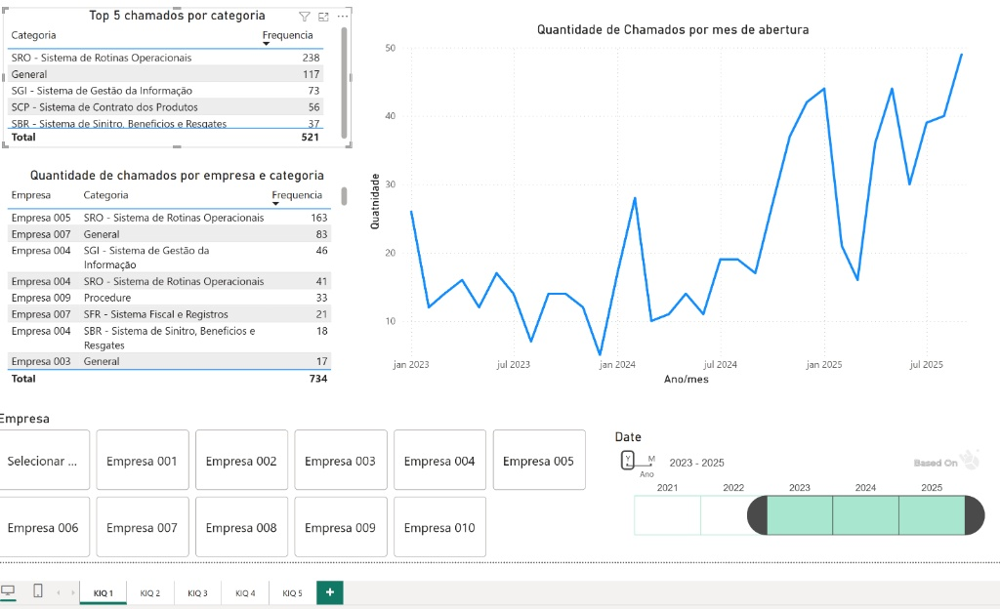 Top 5 chamados por categoria
Categoria Frequencia
SRO - Sistema de Rotinas Operacionais 238
General 117
SGI - Sistema de Gestão da Informação 73
SCP - Sistema de Contrato dos Produtos 56
SBR - Sistema de Sinitro, Beneficios e Resgates 37
Total 521
Quantidade de chamados por empresa e categoria
Empresa Categoria Frequencia
Empresa 005 SRO - Sistema de Rotinas Operacionais 163
Empresa 007 General 83
Empresa 004 SGI - Sistema de Gestão da 46
Informação
Empresa 004 SRO - Sistema de Rotinas Operacionais 41
Empresa 009 Procedure 33
Empresa 007 SFR - Sistema Fiscal e Registros 21
Empresa 004 SBR - Sistema de Sinitro, Beneficios e 18
Resgates
Empresa 003 General 17
Total 734
Quantidade de Chamados por mes de abertura
Quatnidade
50
40
30
20
10
jan 2023 jul 2023 jan 2024 jul 2024 jan 2025 jul 2025
Ano/mes
Empresa
Selecionar ... Empresa 001 Empresa 002 Empresa 003 Empresa 004 Empresa 005
Empresa 006 Empresa 007 Empresa 008 Empresa 009 Empresa 010
Date
Y M 2023 - 2025
Ano
Based On
2021 2022 2023 2024 2025
KIQ 1 KIQ 2 KIQ 3 KIQ 4 KIQ 5 +